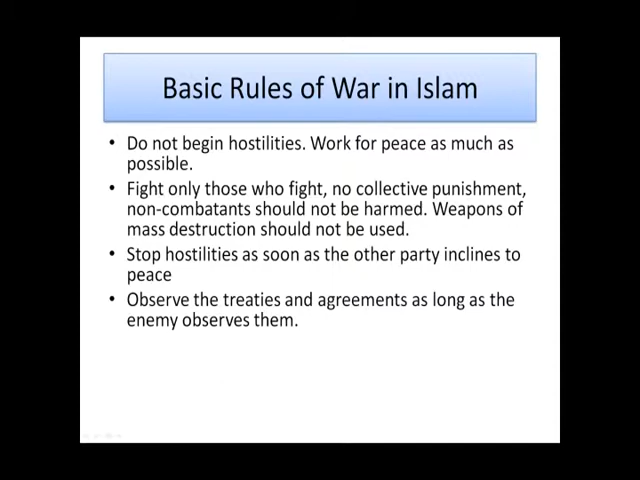 Basic Rules of War in Islam
• Do not begin hostilities. Work for peace as much as
possible.
• Fight only those who fight, no collective punishment,
non-combatants should not be harmed. Weapons of
mass destruction should not be used.
• Stop hostilities as soon as the other party inclines to
peace
• Observe the treaties and agreements as long as the
enemy observes them.